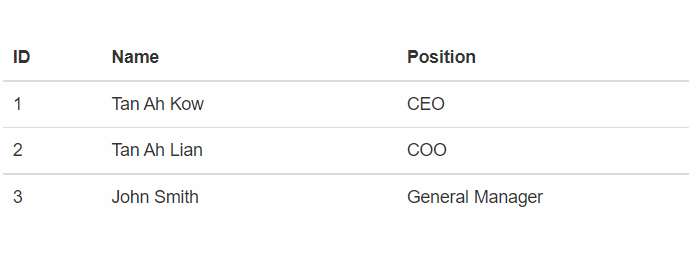 ID Name Position
1 Tan Ah Kow CEO
2 Tan Ah Lian COO
3 John Smith General Manager